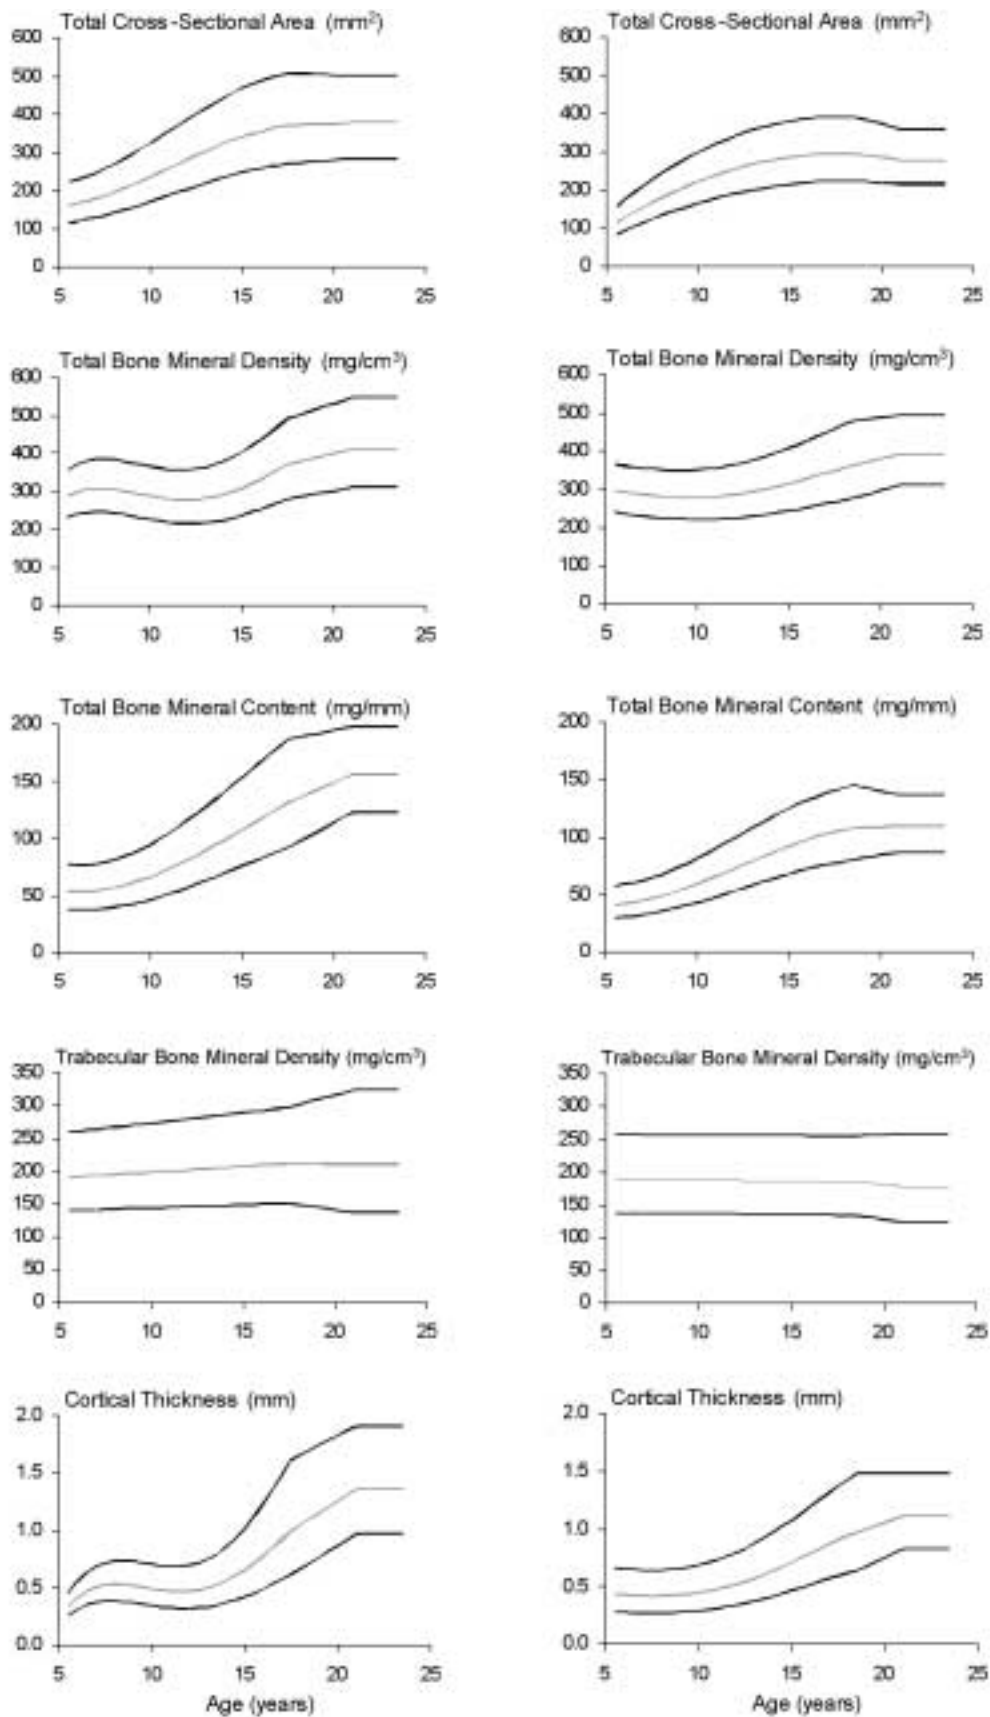 Total Cross-Sectional Area (mm²)
600
500
400
300
200
100
0
5 10 15 20 25
Total Cross-Sectional Area (mm²)
600
500
400
300
200
100
0
5 10 15 20 25
Total Bone Mineral Density (mg/cm³)
600
500
400
300
200
100
0
5 10 15 20 25
Total Bone Mineral Density (mg/cm³)
600
500
400
300
200
100
0
5 10 15 20 25
Total Bone Mineral Content (mg/mm)
200
150
100
50
0
5 10 15 20 25
Total Bone Mineral Content (mg/mm)
200
150
100
50
0
5 10 15 20 25
Trabecular Bone Mineral Density (mg/cm³)
350
300
250
200
150
100
50
0
5 10 15 20 25
Trabecular Bone Mineral Density (mg/cm³)
350
300
250
200
150
100
50
0
5 10 15 20 25
Cortical Thickness (mm)
2.0
1.5
1.0
0.5
0.0
5 10 15 20 25
Age (years)
Cortical Thickness (mm)
2.0
1.5
1.0
0.5
0.0
5 10 15 20 25
Age (years)